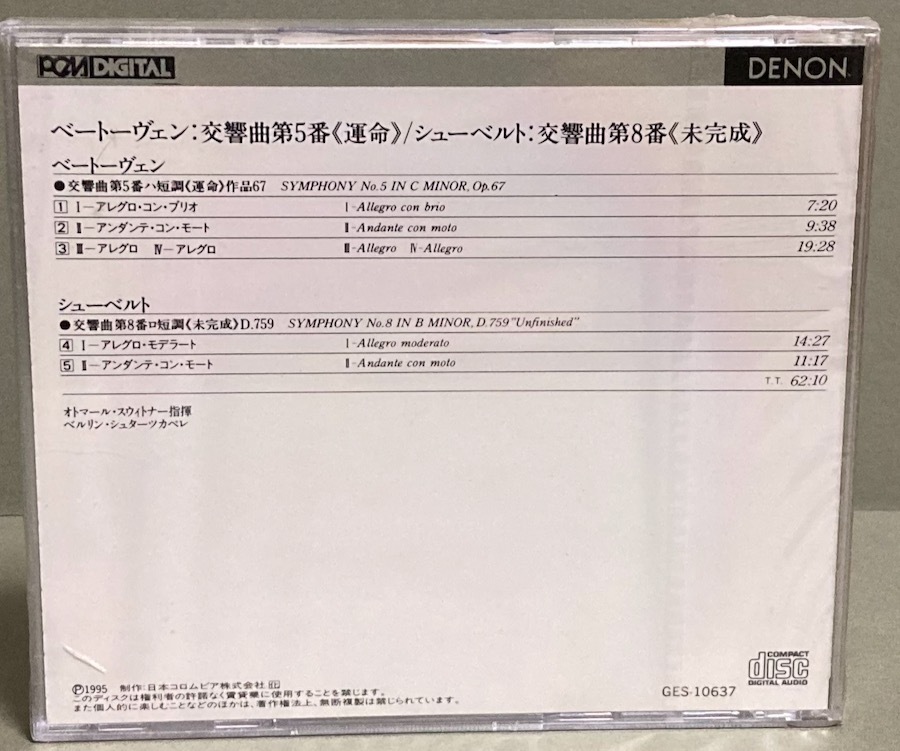 PCM DIGITAL
DENON
ベートーヴェン:交響曲第5番《運命》/シューベルト:交響曲第8番《未完成》
ベートーヴェン
●交響曲第5番ハ短調《運命》作品67 SYMPHONY No.5 IN C MINOR, Op.67
1 Ⅰ−アレグロ・コン・ブリオ Ⅰ-Allegro con brio 7:20
2 Ⅱ−アンダンテ・コン・モート Ⅱ-Andante con moto 9:38
3 Ⅲ−アレグロ Ⅳ−アレグロ Ⅲ-Allegro Ⅳ-Allegro 19:28
シューベルト
●交響曲第8番ロ短調《未完成》D.759 SYMPHONY No.8 IN B MINOR, D.759 "Unfinished"
4 Ⅰ−アレグロ・モデラート Ⅰ-Allegro moderato 14:27
5 Ⅱ−アンダンテ・コン・モート Ⅱ-Andante con moto 11:17
T.T. 62:10
オトマール・スウィトナー指揮
ベルリン・シュターツカペレ
Ⓟ1995 制作:日本コロムビア株式会社
このディスクは権利者の許諾なく賃貸業に使用することを禁じます。
また個人的に楽しむことなどのほかは、著作権法上、無断複製は禁じられています。
GES-10637
COMPACT
disc
DIGITAL AUDIO